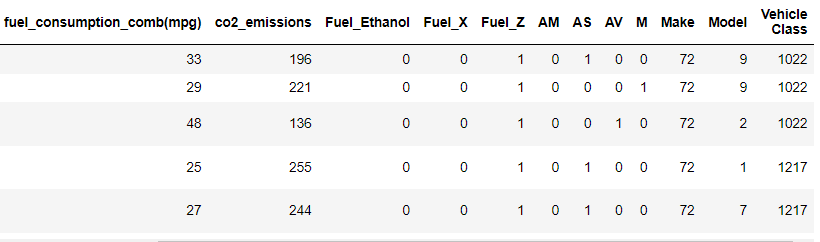 fuel_consumption_comb(mpg) co2_emissions Fuel_Ethanol Fuel_X Fuel_Z AM AS AV M Make Model Vehicle Class
33 196 0 0 1 0 1 0 0 72 9 1022
29 221 0 0 1 0 0 0 1 72 9 1022
48 136 0 0 1 0 0 1 0 72 2 1022
25 255 0 0 1 0 1 0 0 72 1 1217
27 244 0 0 1 0 1 0 0 72 7 1217